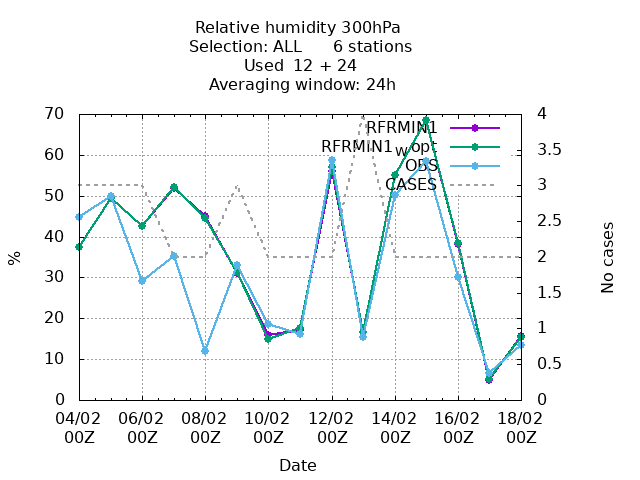 Relative humidity 300hPa
Selection: ALL 6 stations
Used 12 + 24
Averaging window: 24h
70
60
50
40
30
20
10
0
4
3.5
3
2.5
2
1.5
1
0.5
0
%
No cases
RFRMIN1
RFRMIN1wopt
OBS
CASES
04/02 06/02 08/02 10/02 12/02 14/02 16/02 18/02
00Z 00Z 00Z 00Z 00Z 00Z 00Z 00Z
Date